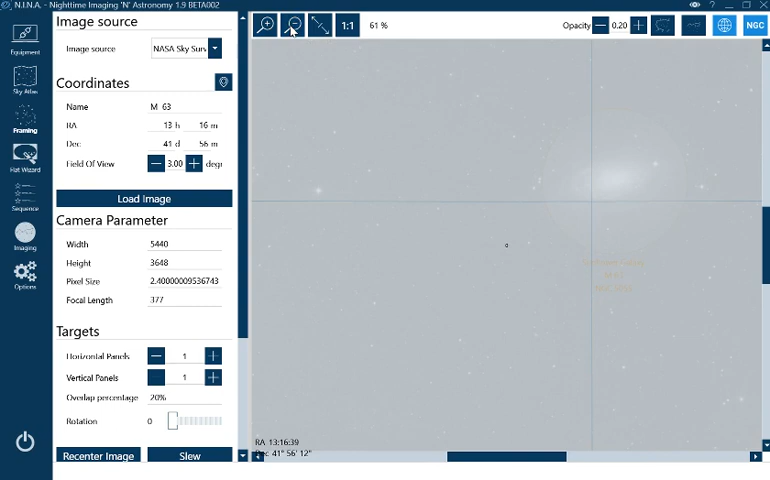 N.I.N.A. - Nighttime Imaging 'N' Astronomy 1.9 BETA002
Equipment
Sky Atlas
Framing
Flat Wizard
Sequence
Imaging
Options
Image source
Image source NASA Sky Surv
Coordinates
Name M 63
RA 13 h 16 m
Dec 41 d 56 m
Field Of View 3.00 degr
Load Image
Camera Parameter
Width 5440
Height 3648
Pixel Size 2.40000009536743
Focal Length 377
Targets
Horizontal Panels 1
Vertical Panels 1
Overlap percentage 20%
Rotation 0
Recenter Image Slew
1:1 61 %
Opacity 0.20
NGC
M 63
RA 13:16:39
Dec 41° 56' 12"